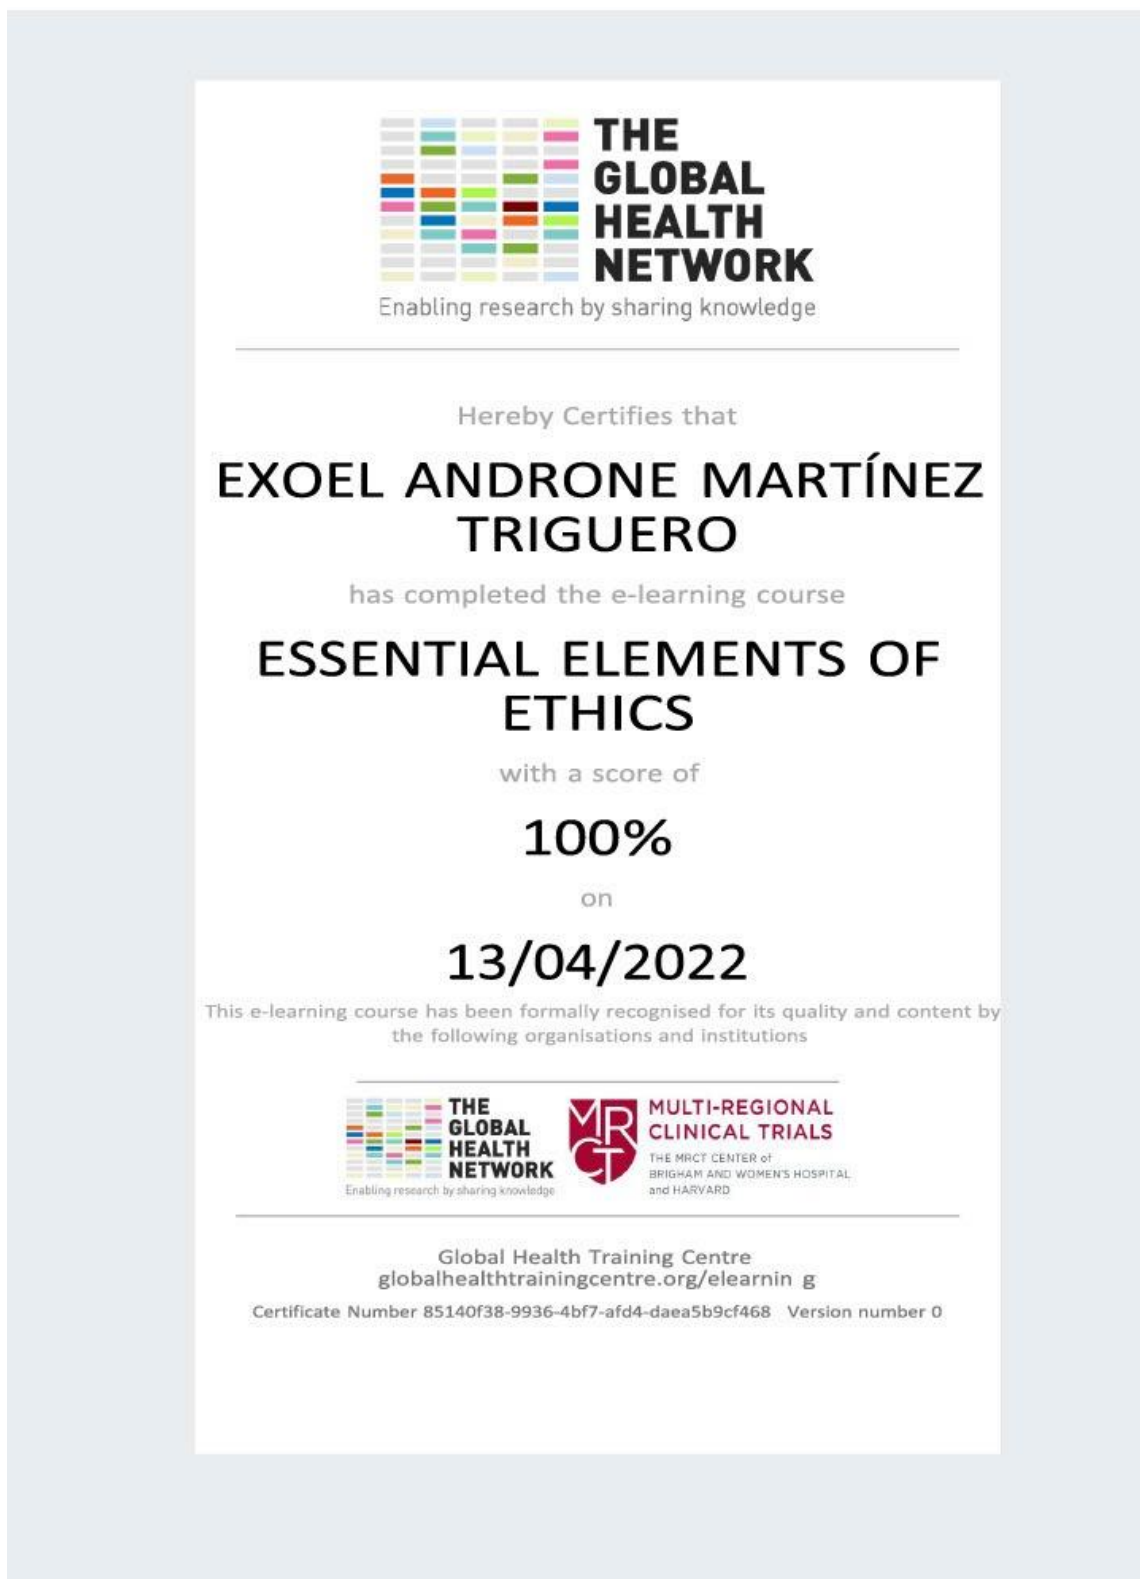 THE
GLOBAL
HEALTH
NETWORK
Enabling research by sharing knowledge
Hereby Certifies that
EXOEL ANDRONE MARTÍNEZ
TRIGUERO
has completed the e-learning course
ESSENTIAL ELEMENTS OF
ETHICS
with a score of
100%
on
13/04/2022
This e-learning course has been formally recognised for its quality and content by
the following organisations and institutions
THE
GLOBAL
HEALTH
NETWORK
Enabling research by sharing knowledge
MR
CT
MULTI-REGIONAL
CLINICAL TRIALS
THE MRCT CENTER of
BRIGHAM AND WOMEN'S HOSPITAL
and HARVARD
Global Health Training Centre
globalhealthtrainingcentre.org/elearnin g
Certificate Number 85140f38-9936-4bf7-afd4-daea5b9cf468 Version number 0